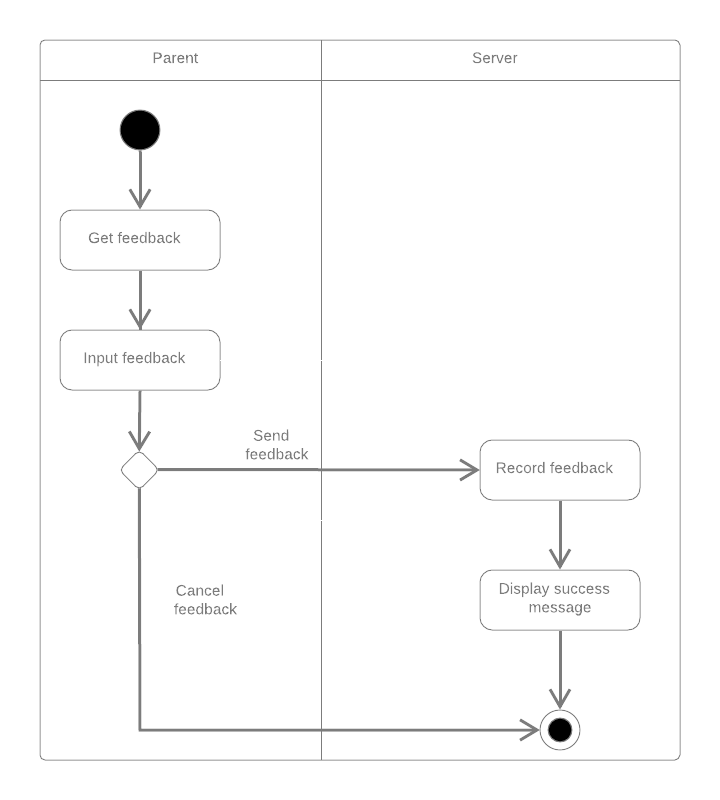 Parent
Server
Get feedback
Input feedback
Send
feedback
Record feedback
Cancel
feedback
Display success
message